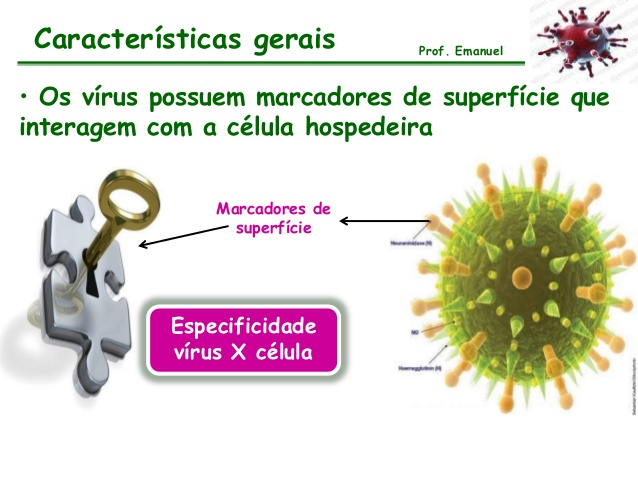 Características gerais
Prof. Emanuel
• Os vírus possuem marcadores de superfície que
interagem com a célula hospedeira
Marcadores de
superfície
Neuraminidase (N)
Especificidade
vírus X célula
M2
Haemagglutinin (H)